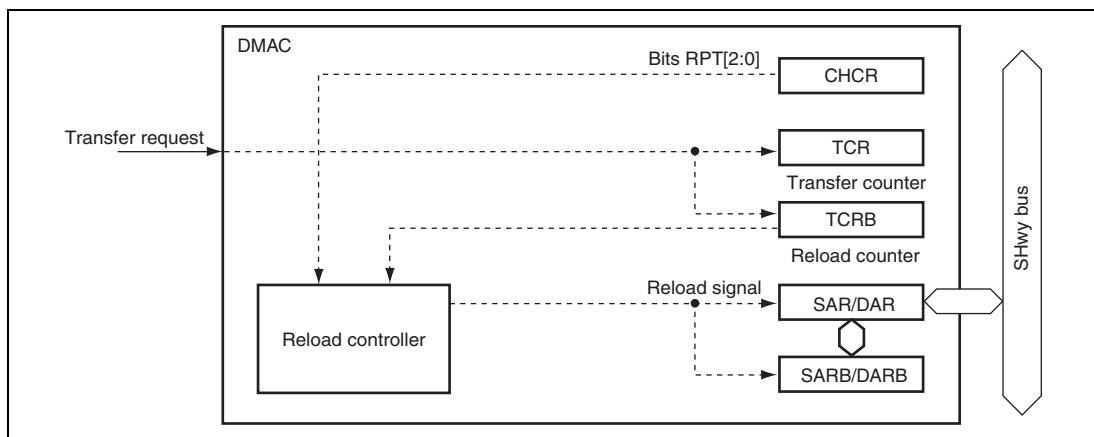 DMAC
Bits RPT[2:0]
CHCR
Transfer request
TCR
Transfer counter
TCRB
Reload counter
Reload signal
SAR/DAR
Reload controller
SARB/DARB
SHwy bus